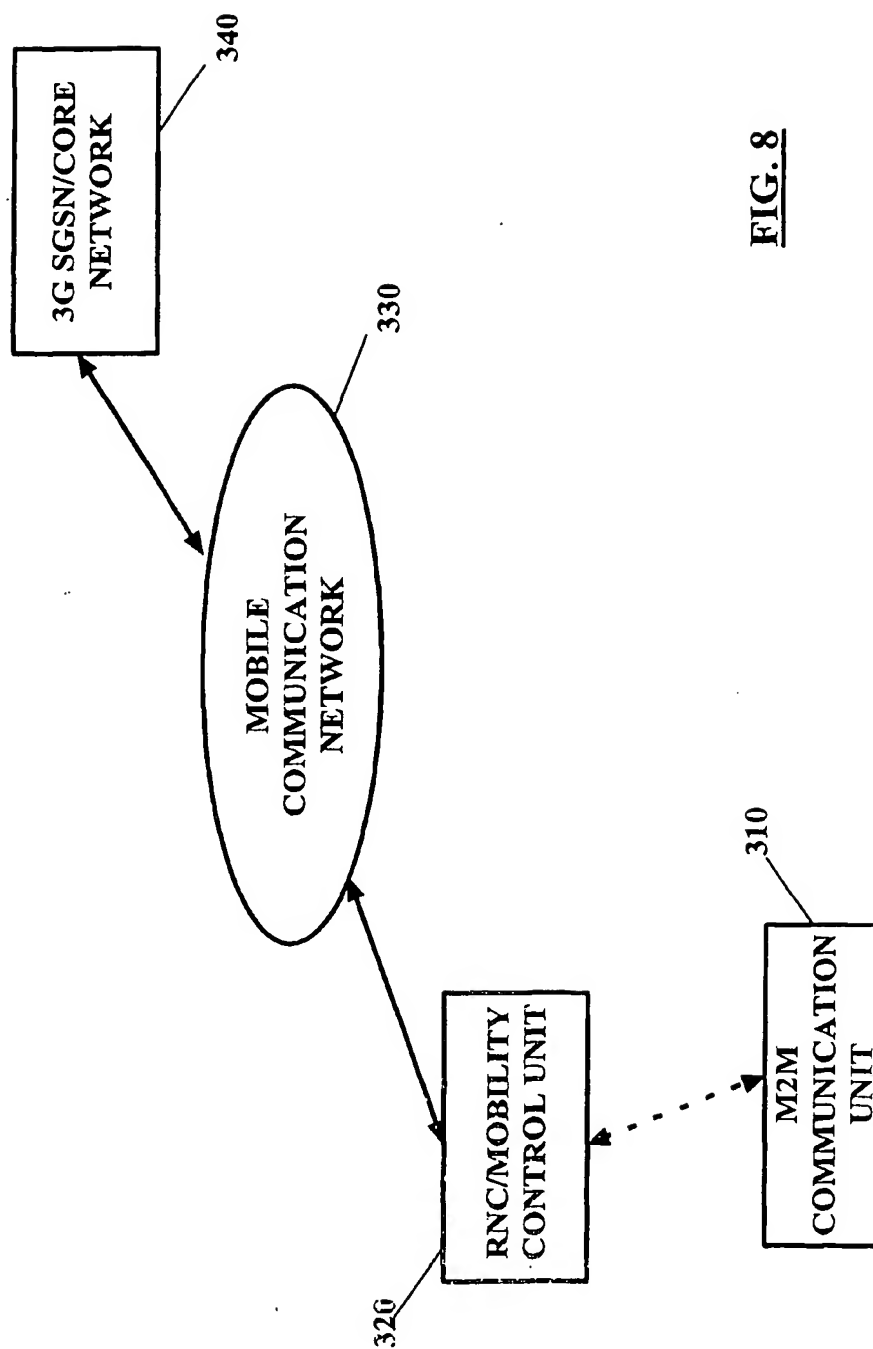 3G SGSN/CORE
NETWORK
340
MOBILE
COMMUNICATION
NETWORK
330
RNC/MOBILITY
CONTROL UNIT
320
M2M
COMMUNICATION
UNIT
310
FIG. 8